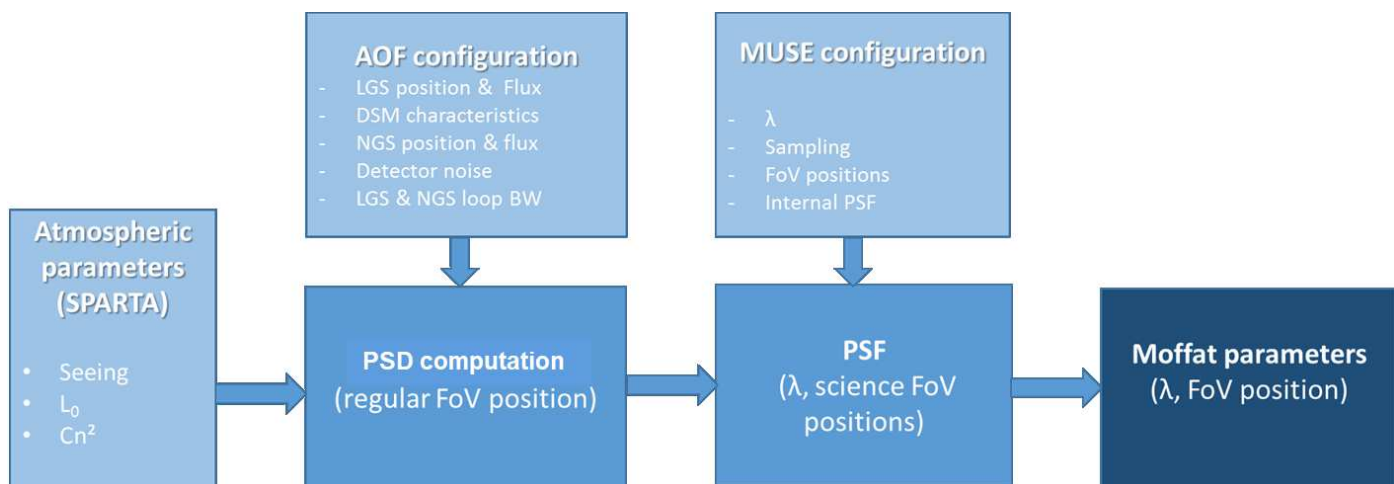 AOF configuration
- LGS position & Flux
- DSM characteristics
- NGS position & flux
- Detector noise
- LGS & NGS loop BW
MUSE configuration
- λ
- Sampling
- FoV positions
- Internal PSF
Atmospheric
parameters
(SPARTA)
• Seeing
• L₀
• Cn²
PSD computation
(regular FoV position)
PSF
(λ, science FoV
positions)
Moffat parameters
(λ, FoV position)